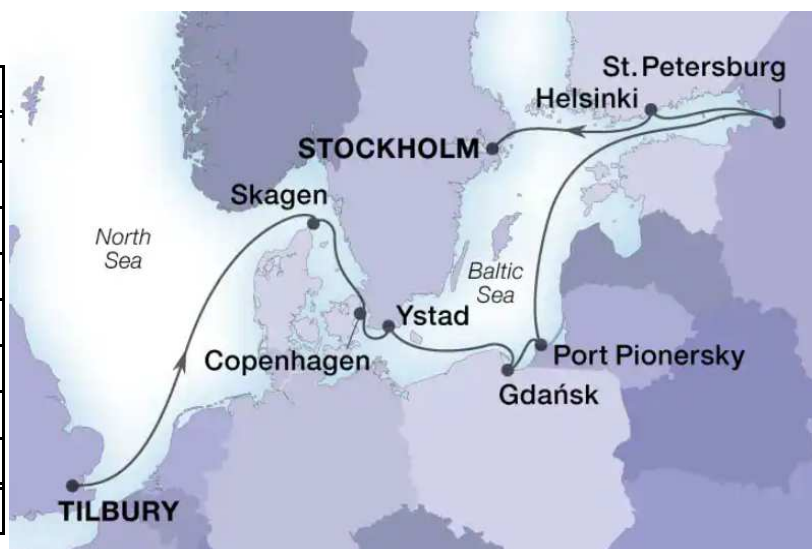 St. Petersburg
Helsinki
STOCKHOLM
Skagen
North
Sea
Baltic
Sea
Ystad
Copenhagen
Port Pionersky
Gdańsk
TILBURY